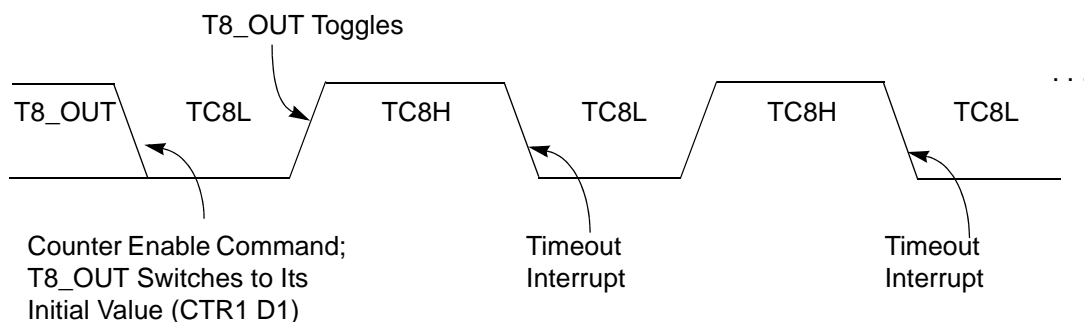 T8_OUT Toggles
. . .
T8_OUT TC8L TC8H TC8L TC8H TC8L
Counter Enable Command;
T8_OUT Switches to Its
Initial Value (CTR1 D1)
Timeout
Interrupt
Timeout
Interrupt